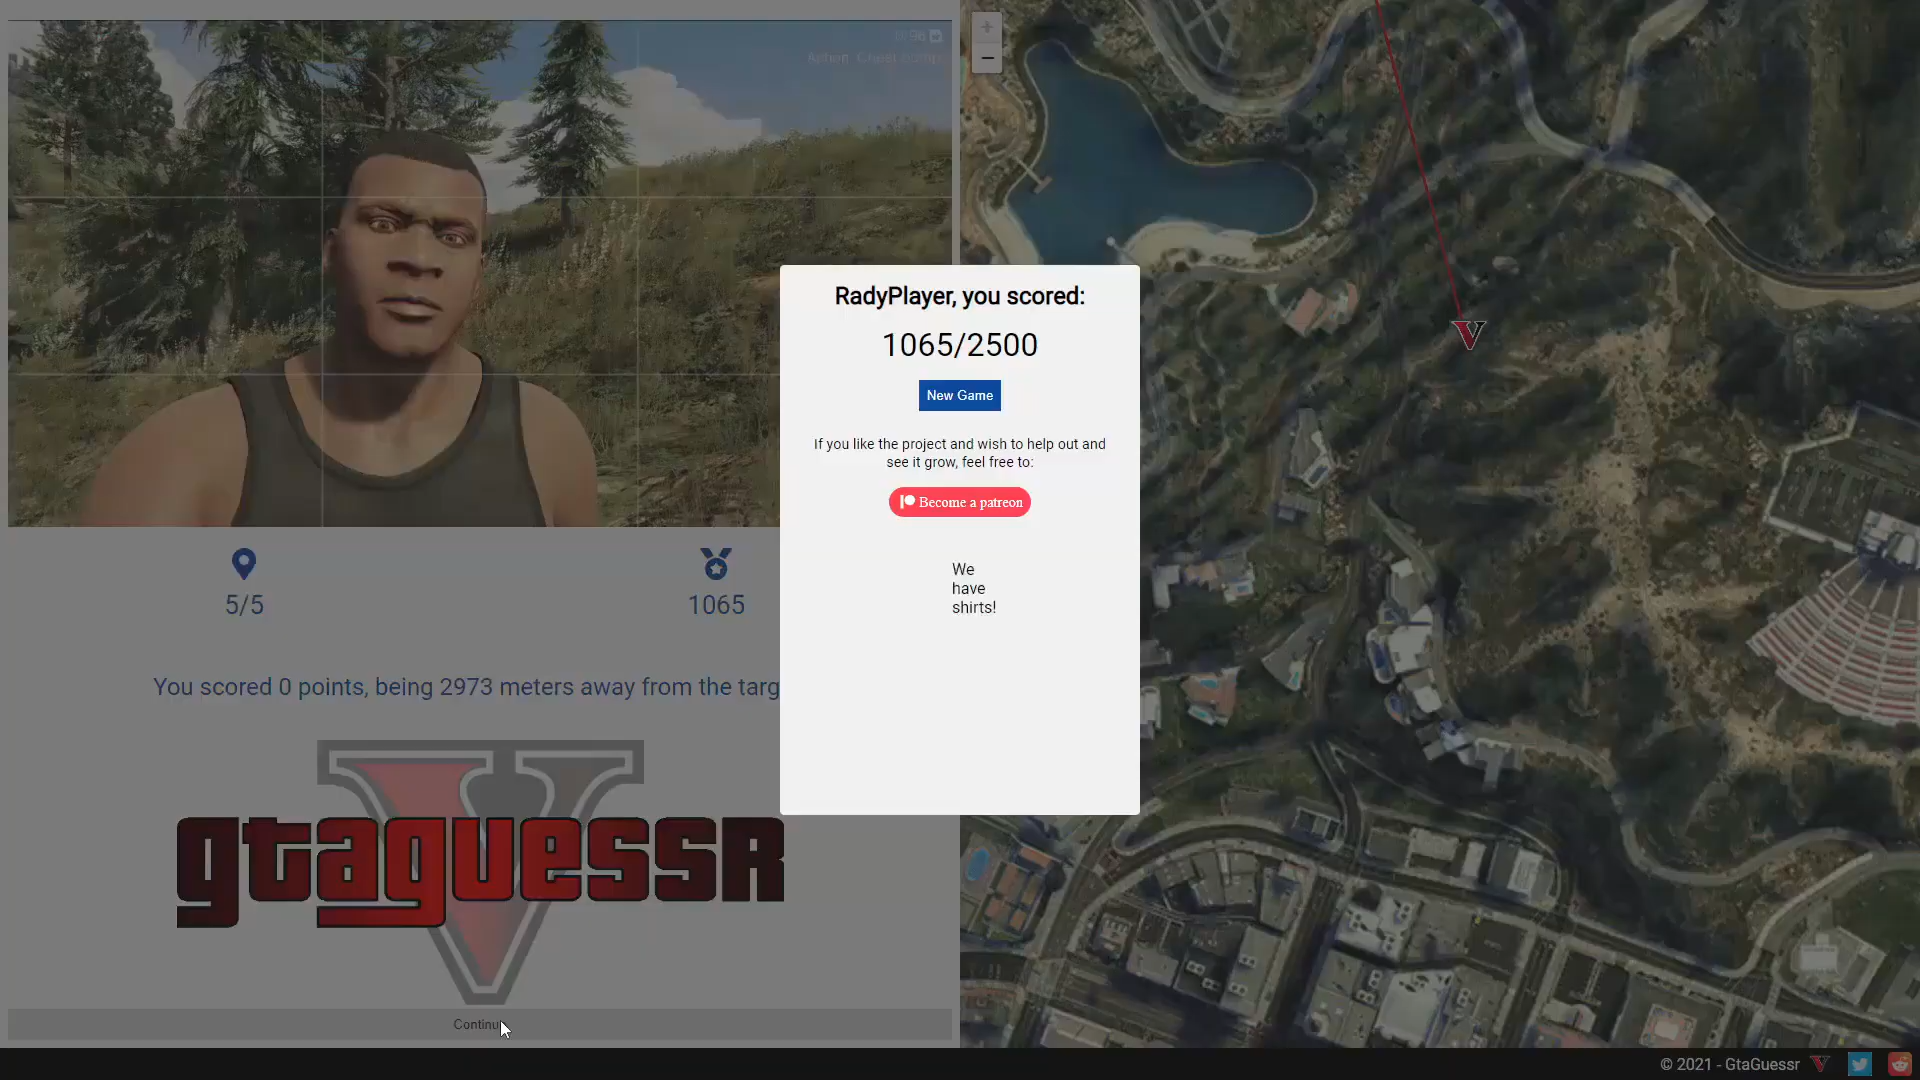 RadyPlayer, you scored:
1065/2500
New Game
If you like the project and wish to help out and
see it grow, feel free to:
Become a patreon
We
have
shirts!
5/5
1065
You scored 0 points, being 2973 meters away from the targ
gtaguessr
Continu
+
−
© 2021 - GtaGuessr